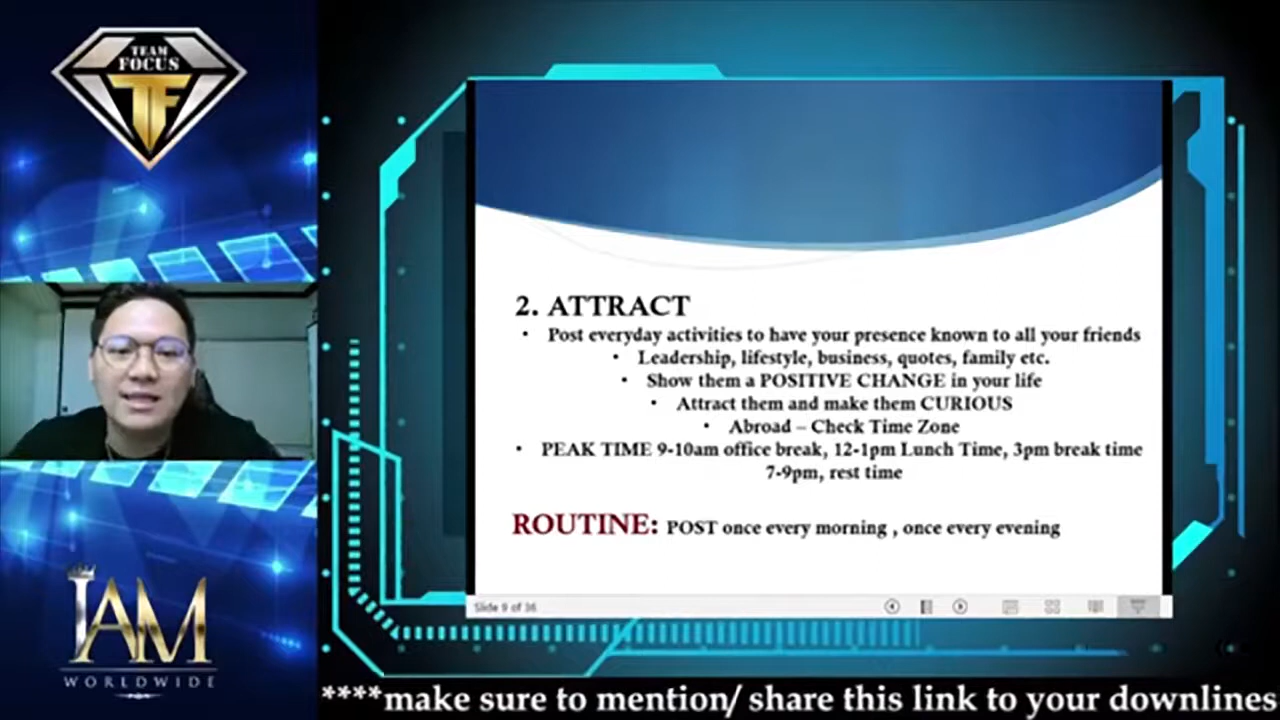 TEAM
FOCUS
TF
IAM
WORLDWIDE
2. ATTRACT
• Post everyday activities to have your presence known to all your friends
• Leadership, lifestyle, business, quotes, family etc.
• Show them a POSITIVE CHANGE in your life
• Attract them and make them CURIOUS
• Abroad – Check Time Zone
• PEAK TIME 9-10am office break, 12-1pm Lunch Time, 3pm break time
7-9pm, rest time
ROUTINE: POST once every morning , once every evening
Slide 9 of 36
****make sure to mention/ share this link to your downlines